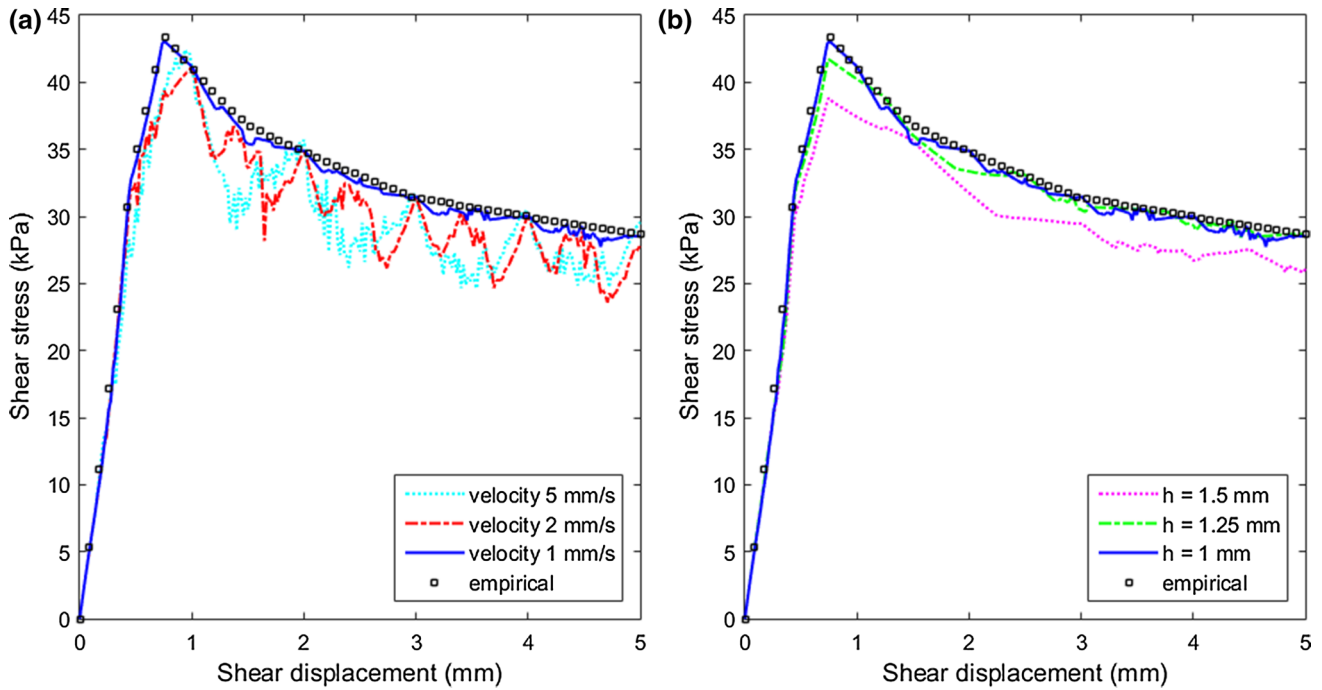 (a)
45
40
35
30
25
20
15
10
5
0
Shear stress (kPa)
velocity 5 mm/s
velocity 2 mm/s
velocity 1 mm/s
empirical
0 1 2 3 4 5
Shear displacement (mm)
(b)
45
40
35
30
25
20
15
10
5
0
Shear stress (kPa)
h = 1.5 mm
h = 1.25 mm
h = 1 mm
empirical
0 1 2 3 4 5
Shear displacement (mm)